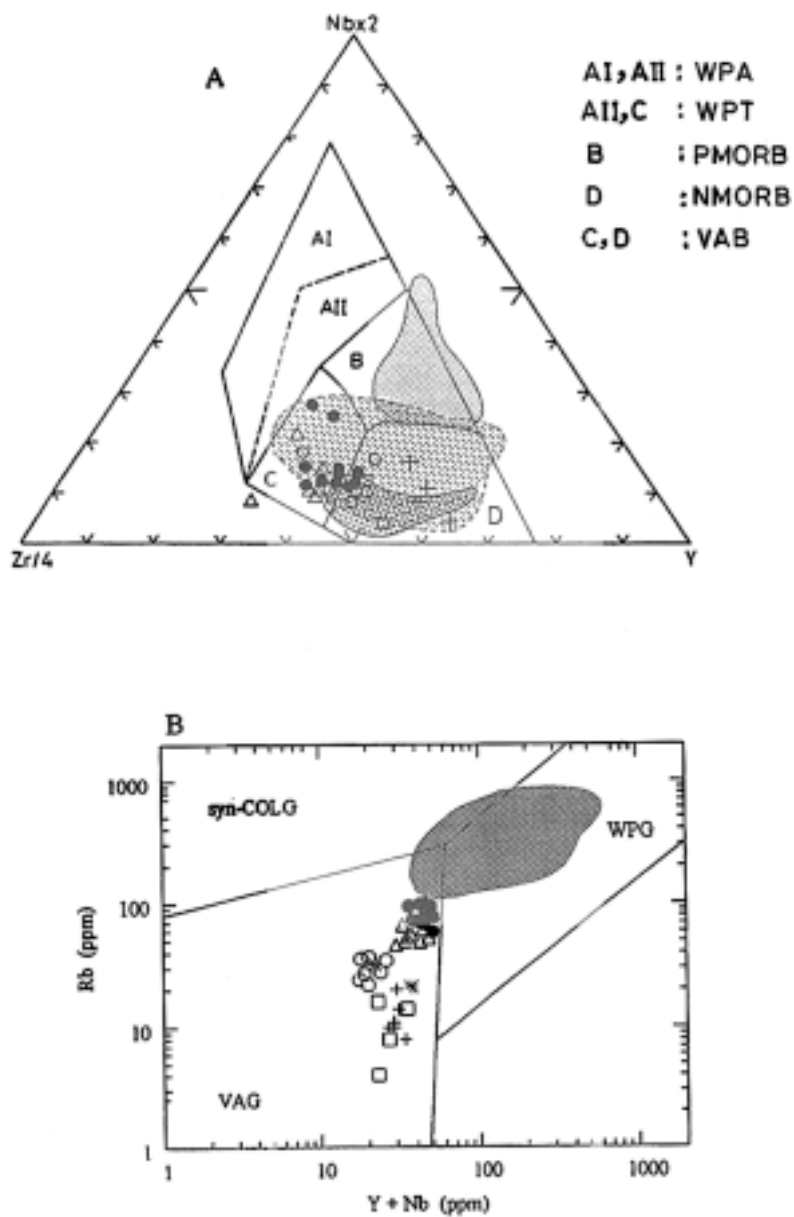 Nbx2
A
AI,AII : WPA
AII,C : WPT
B : PMORB
D : NMORB
C,D : VAB
AI
AII
B
C
D
Zr/4
Y
B
syn-COLG
WPG
VAG
1000
100
10
1
Rb (ppm)
1
10
100
1000
Y + Nb (ppm)